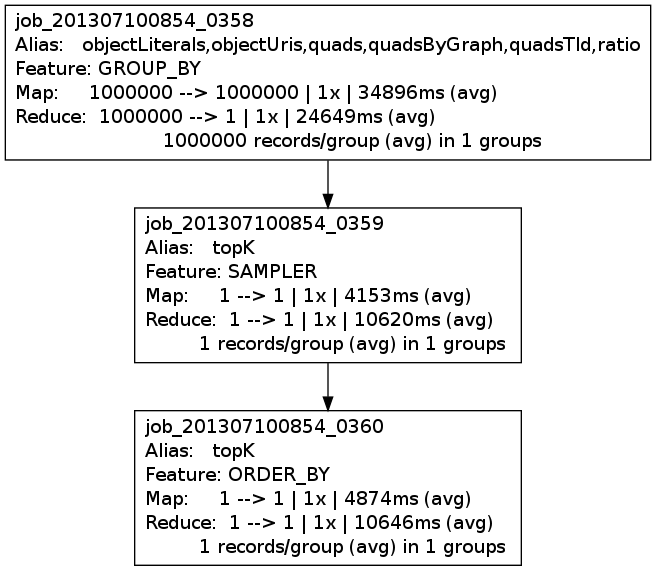 job_201307100854_0358
Alias: objectLiterals,objectUris,quads,quadsByGraph,quadsTld,ratio
Feature: GROUP_BY
Map: 1000000 --> 1000000 | 1x | 34896ms (avg)
Reduce: 1000000 --> 1 | 1x | 24649ms (avg)
1000000 records/group (avg) in 1 groups
job_201307100854_0359
Alias: topK
Feature: SAMPLER
Map: 1 --> 1 | 1x | 4153ms (avg)
Reduce: 1 --> 1 | 1x | 10620ms (avg)
1 records/group (avg) in 1 groups
job_201307100854_0360
Alias: topK
Feature: ORDER_BY
Map: 1 --> 1 | 1x | 4874ms (avg)
Reduce: 1 --> 1 | 1x | 10646ms (avg)
1 records/group (avg) in 1 groups